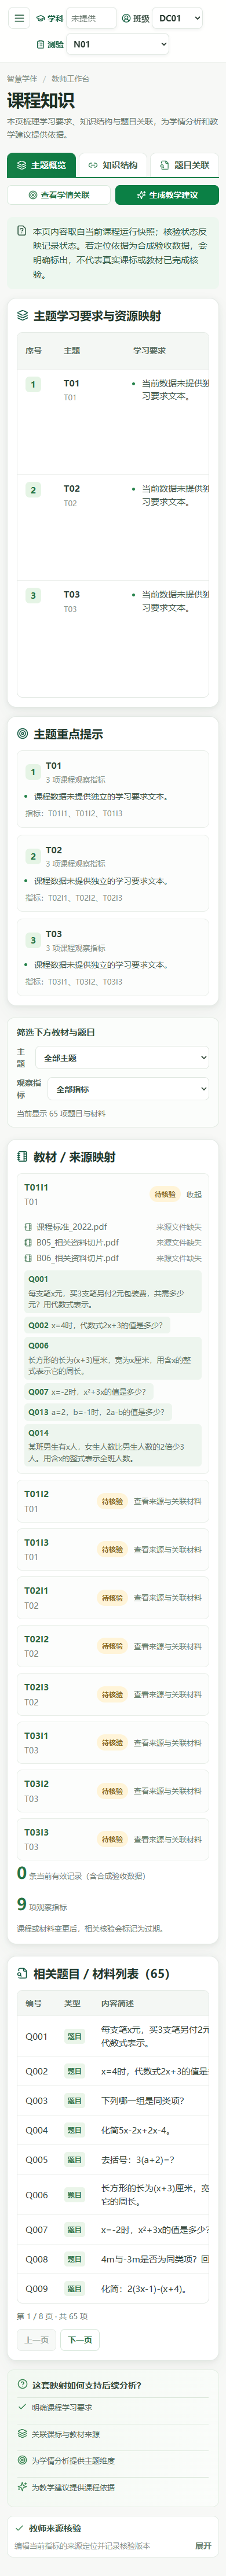 学科 未提供 班级 DC01
测验 N01
智慧学伴 / 教师工作台
课程知识
本页梳理学习要求、知识结构与题目关联，为学情分析和教
学建议提供依据。
主题概览 知识结构 题目关联
查看学情关联 生成教学建议
本页内容取自当前课程运行快照；核验状态反
映记录状态。若定位依据为合成验收数据，会
明确标出，不代表真实课标或教材已完成核
验。
主题学习要求与资源映射
序号 主题 学习要求
1 T01 当前数据未提供独
T01 习要求文本。
2 T02 当前数据未提供独
T02 习要求文本。
3 T03 当前数据未提供独
T03 习要求文本。
主题重点提示
1 T01
3 项课程观察指标
课程数据未提供独立的学习要求文本。
指标：T01I1、T01I2、T01I3
2 T02
3 项课程观察指标
课程数据未提供独立的学习要求文本。
指标：T02I1、T02I2、T02I3
3 T03
3 项课程观察指标
课程数据未提供独立的学习要求文本。
指标：T03I1、T03I2、T03I3
筛选下方教材与题目
主题 全部主题
观察指标 全部指标
当前显示 65 项题目与材料
教材 / 来源映射
T01I1 待核验 收起
T01
课程标准_2022.pdf 来源文件缺失
B05_相关资料切片.pdf 来源文件缺失
B06_相关资料切片.pdf 来源文件缺失
Q001
每支笔x元，买3支笔另付2元包装费，共需多少
元？用代数式表示。
Q002 x=4时，代数式2x+3的值是多少？
Q006
长方形的长为(x+3)厘米，宽为x厘米，用含x的整
式表示它的周长。
Q007 x=-2时，x²+3x的值是多少？
Q013 a=2，b=-1时，2a-b的值是多少？
Q014
某班男生有x人，女生人数比男生人数的2倍少3
人。用含x的整式表示全班人数。
T01I2 待核验 查看来源与关联材料
T01
T01I3 待核验 查看来源与关联材料
T01
T02I1 待核验 查看来源与关联材料
T02
T02I2 待核验 查看来源与关联材料
T02
T02I3 待核验 查看来源与关联材料
T02
T03I1 待核验 查看来源与关联材料
T03
T03I2 待核验 查看来源与关联材料
T03
T03I3 待核验 查看来源与关联材料
T03
0 条当前有效记录（含合成验收数据）
9 项观察指标
课程或材料变更后，相关核验会标记为过期。
相关题目 / 材料列表（65）
编号 类型 内容简述
Q001 题目 每支笔x元，买3支笔另付2元
代数式表示。
Q002 题目 x=4时，代数式2x+3的值是
Q003 题目 下列哪一组是同类项？
Q004 题目 化简5x-2x+2x-4。
Q005 题目 去括号：3(a+2)=?
Q006 题目 长方形的长为(x+3)厘米，宽
它的周长。
Q007 题目 x=-2时，x²+3x的值是多少？
Q008 题目 4m与-3m是否为同类项？回
Q009 题目 化简：2(3x-1)-(x+4)。
第 1 / 8 页 · 共 65 项
上一页 下一页
这套映射如何支持后续分析？
明确课程学习要求
关联课标与教材来源
为学情分析提供主题维度
为教学建议提供课程依据
教师来源核验
编辑当前指标的来源定位并记录核验版本 展开